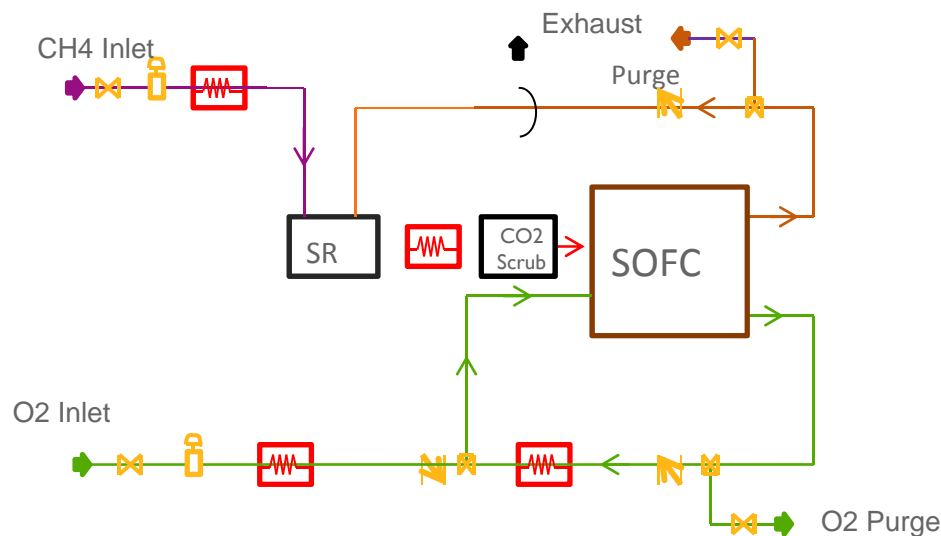 Exhaust
CH4 Inlet
Purge
SR
CO2
Scrub
SOFC
O2 Inlet
O2 Purge